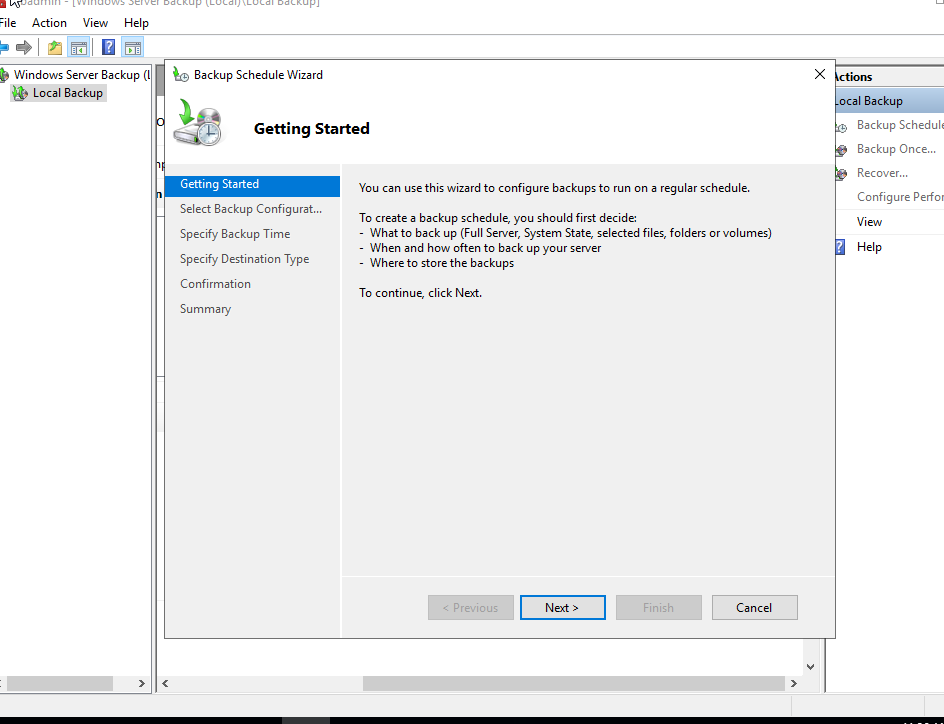 badmin - [Windows Server Backup (Local)\Local Backup]
File Action View Help
Windows Server Backup (L
Local Backup
Backup Schedule Wizard
Getting Started
Getting Started
Select Backup Configurat...
Specify Backup Time
Specify Destination Type
Confirmation
Summary
You can use this wizard to configure backups to run on a regular schedule.
To create a backup schedule, you should first decide:
- What to back up (Full Server, System State, selected files, folders or volumes)
- When and how often to back up your server
- Where to store the backups
To continue, click Next.
< Previous Next > Finish Cancel
Actions
Local Backup
Backup Schedule
Backup Once...
Recover...
Configure Perfor
View
Help